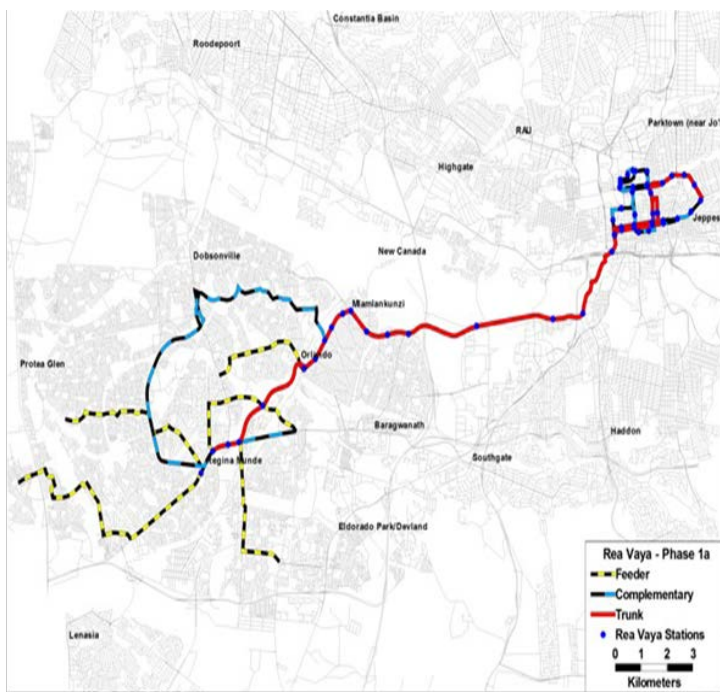 Constantia Basin
Roodepoort
Parktown (near Jo'
RAU
Highgate
Jeppes
New Canada
Dobsonville
Mlamlankunzi
Orlando
Protea Glen
Baragwanath
Haddon
Regina Munde
Southgate
Eldorado Park/Devland
Lenasia
Rea Vaya - Phase 1a
Feeder
Complementary
Trunk
Rea Vaya Stations
0 1 2 3
Kilometers